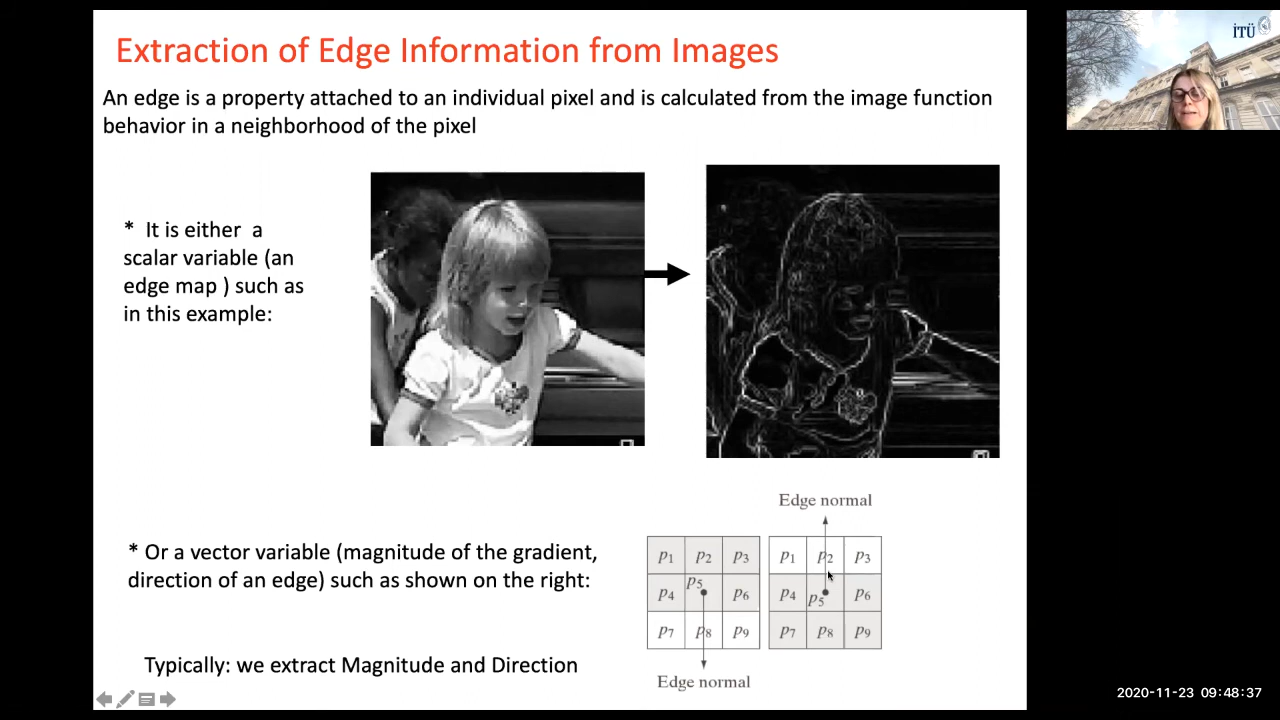 Extraction of Edge Information from Images
An edge is a property attached to an individual pixel and is calculated from the image function
behavior in a neighborhood of the pixel
* It is either a
scalar variable (an
edge map ) such as
in this example:
* Or a vector variable (magnitude of the gradient,
direction of an edge) such as shown on the right:
Typically: we extract Magnitude and Direction
Edge normal
p1 p2 p3
p4 p5 p6
p7 p8 p9
Edge normal
p1 p2 p3
p4 p5 p6
p7 p8 p9
İTÜ
2020-11-23 09:48:37